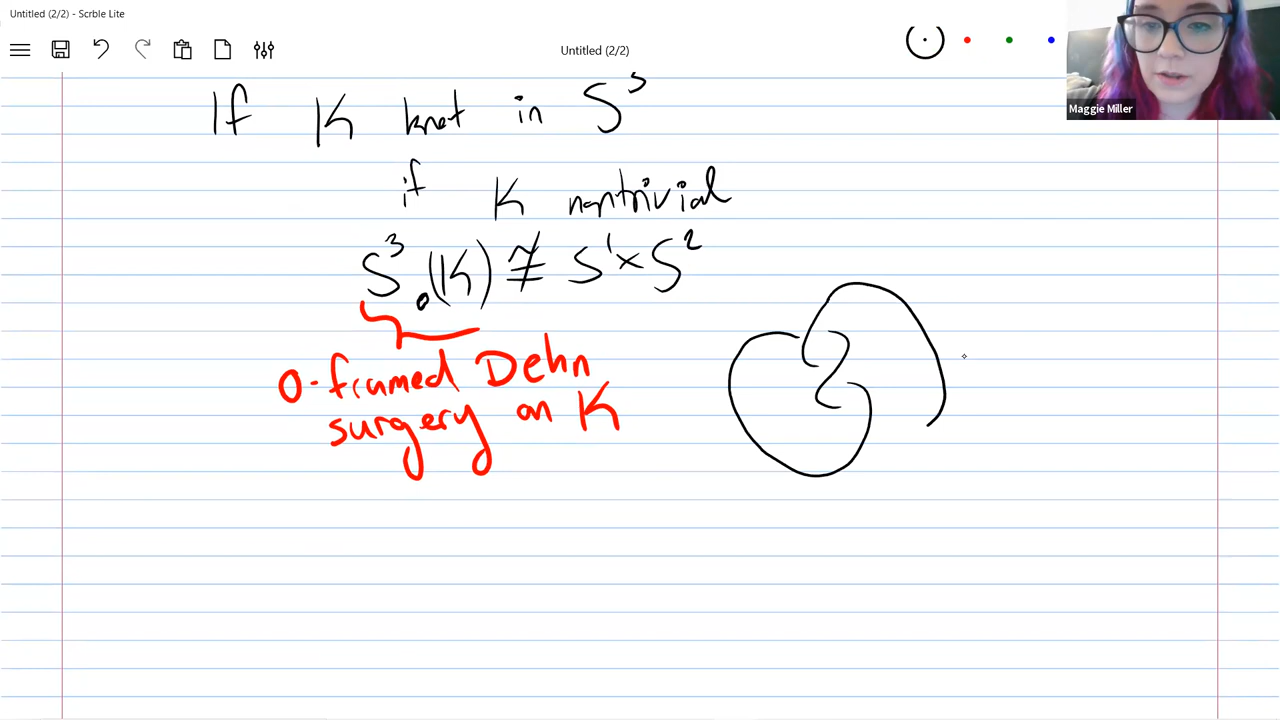 Untitled (2/2) - Scrble Lite
Untitled (2/2)
Maggie Miller
If K knot in S³
if K nontrivial
S³₀(K) ≇ S¹×S²
0-framed Dehn
surgery on K